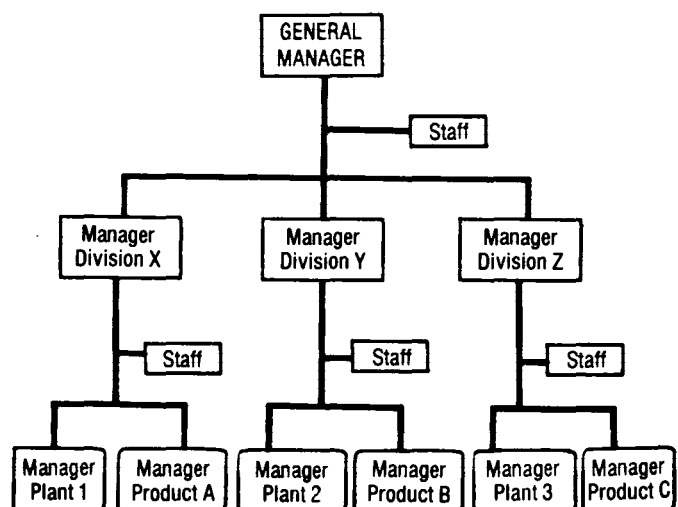 GENERAL
MANAGER
Staff
Manager
Division X
Manager
Division Y
Manager
Division Z
Staff
Staff
Staff
Manager
Plant 1
Manager
Product A
Manager
Plant 2
Manager
Product B
Manager
Plant 3
Manager
Product C